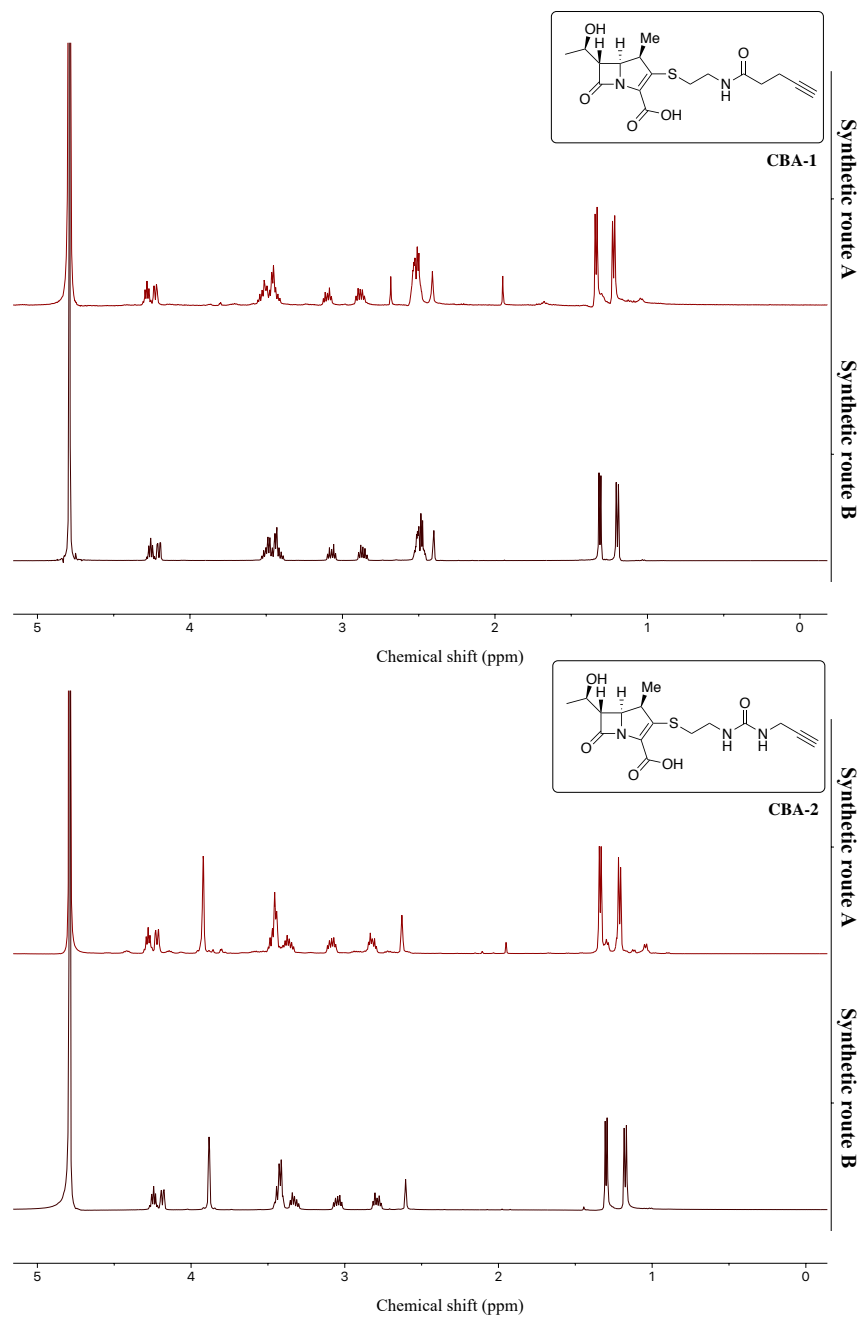 OH
H
H
Me
S
N
H
O
O
N
O
OH
CBA-1
Synthetic route A
Synthetic route B
5 4 3 2 1 0
Chemical shift (ppm)
OH
H
H
Me
S
N
H
O
N
H
O
N
O
OH
CBA-2
Synthetic route A
Synthetic route B
5 4 3 2 1 0
Chemical shift (ppm)